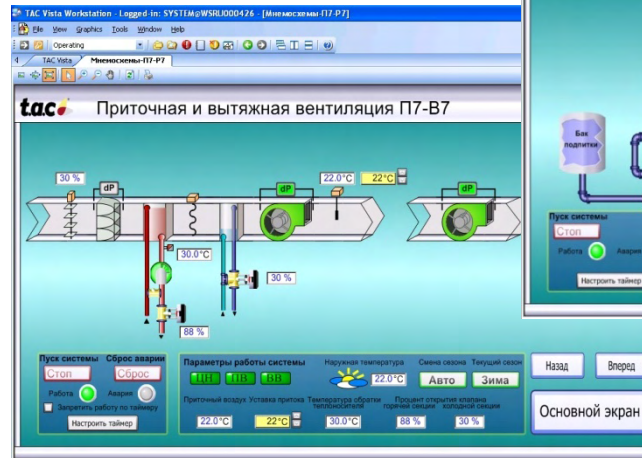 TAC Vista Workstation - Logged-in: SYSTEM@WSRU000426 - [Мнемосхемы-П7-Р7]
File View Graphics Tools Window Help
Operating
TAC Vista Мнемосхемы-П7-Р7
t.a.c. Приточная и вытяжная вентиляция П7-В7
30 % dP dP 22.0°C 22°C dP
30.0°C
30 %
88 %
Пуск системы Сброс аварии
Стоп Сброс
Работа Авария
Запретить работу по таймеру
Настроить таймер
Параметры работы системы Наружная температура Смена сезона Текущий сезон
ЦН ПВ ВВ 22.0°C Авто Зима
Приточный воздух Уставка притока Температура обратки теплоносителя Процент открытия клапана
горячей секции холодной секции
22.0°C 22°C 30.0°C 88 % 30 %
Бак
подпитки
Пуск системы
Стоп
Работа Авария
Настроить таймер
Назад Вперед
Основной экран